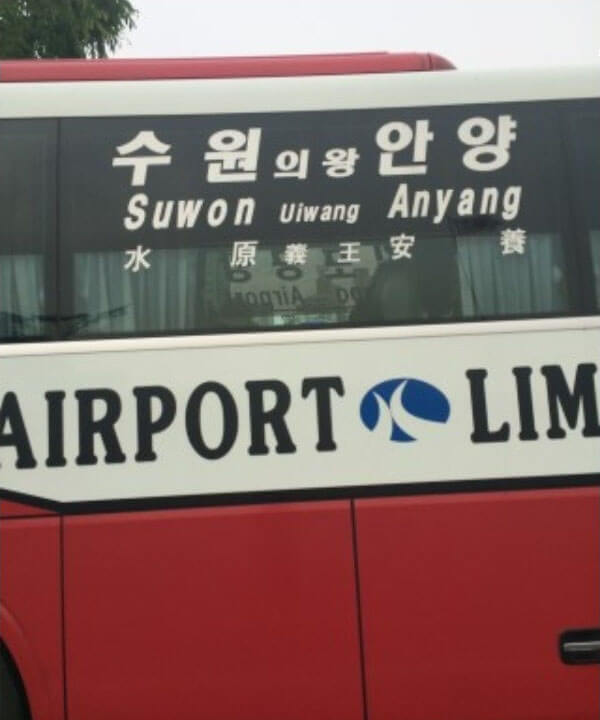 수원 의왕 안양
Suwon Uiwang Anyang
水原 義王 安養
AIRPORT LIM